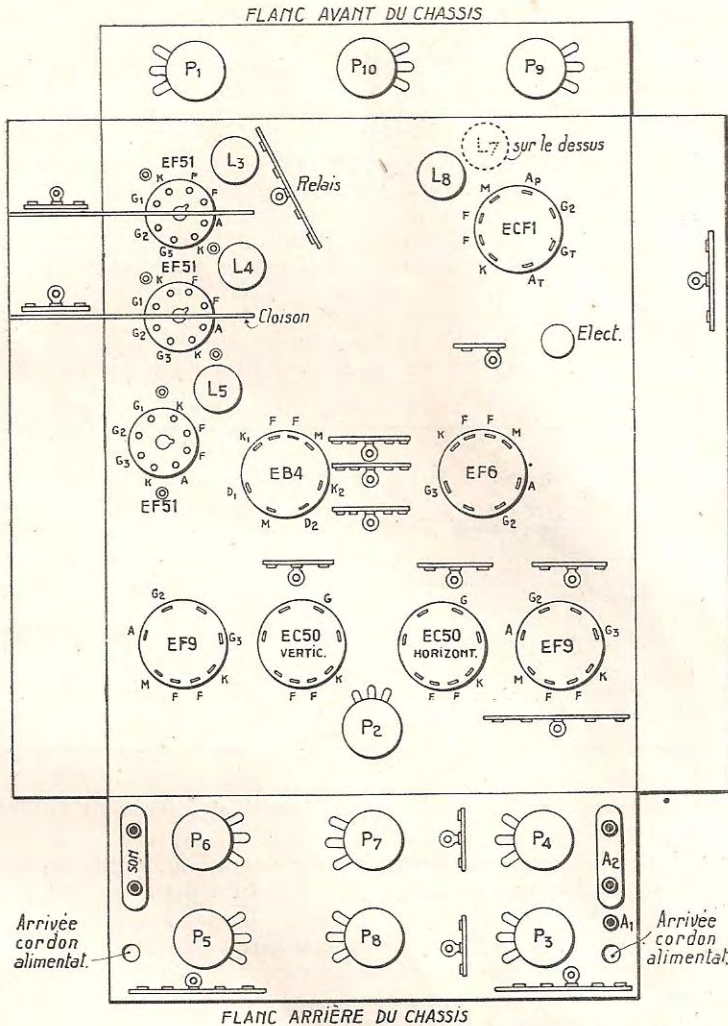 FLANC AVANT DU CHASSIS
P1
P10
P9
L7 sur le dessus
L3
L8
EF51
K
F
G1
F
A
G2
G3
K
Relais
M
AP
G2
F
ECF1
F
GT
K
AT
L4
EF51
K
F
G1
F
A
G2
G3
K
Cloison
Elect.
L5
G1
K
G2
F
G3
F
K
A
EF51
F
F
K1
M
EB4
D1
K2
M
D2
F
F
K
M
EF6
G3
A
G2
G2
A
EF9
G3
M
K
F
F
G
EC50
VERTIC.
K
F
F
G
EC50
HORIZONT.
K
F
F
G2
A
EF9
G3
M
K
F
F
P2
SON
P6
P7
P4
A2
A1
Arrivée
cordon
alimentat.
P5
P8
P3
Arrivée
cordon
alimentat.
FLANC ARRIÈRE DU CHASSIS